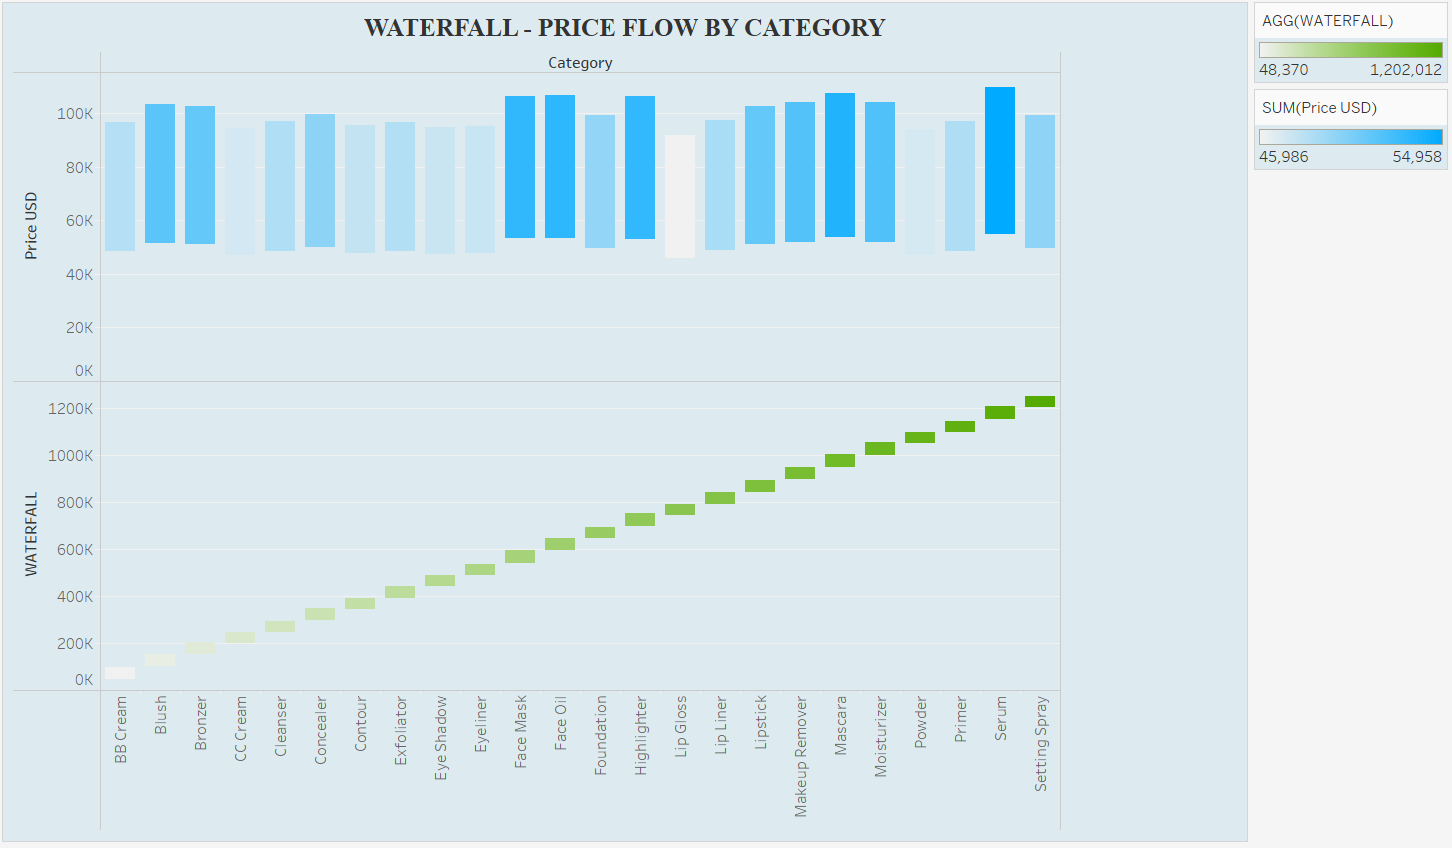 WATERFALL - PRICE FLOW BY CATEGORY
Category
Price USD
100K
80K
60K
40K
20K
0K
WATERFALL
1200K
1000K
800K
600K
400K
200K
0K
BB Cream
Blush
Bronzer
CC Cream
Cleanser
Concealer
Contour
Exfoliator
Eye Shadow
Eyeliner
Face Mask
Face Oil
Foundation
Highlighter
Lip Gloss
Lip Liner
Lipstick
Makeup Remover
Mascara
Moisturizer
Powder
Primer
Serum
Setting Spray
AGG(WATERFALL)
48,370 1,202,012
SUM(Price USD)
45,986 54,958